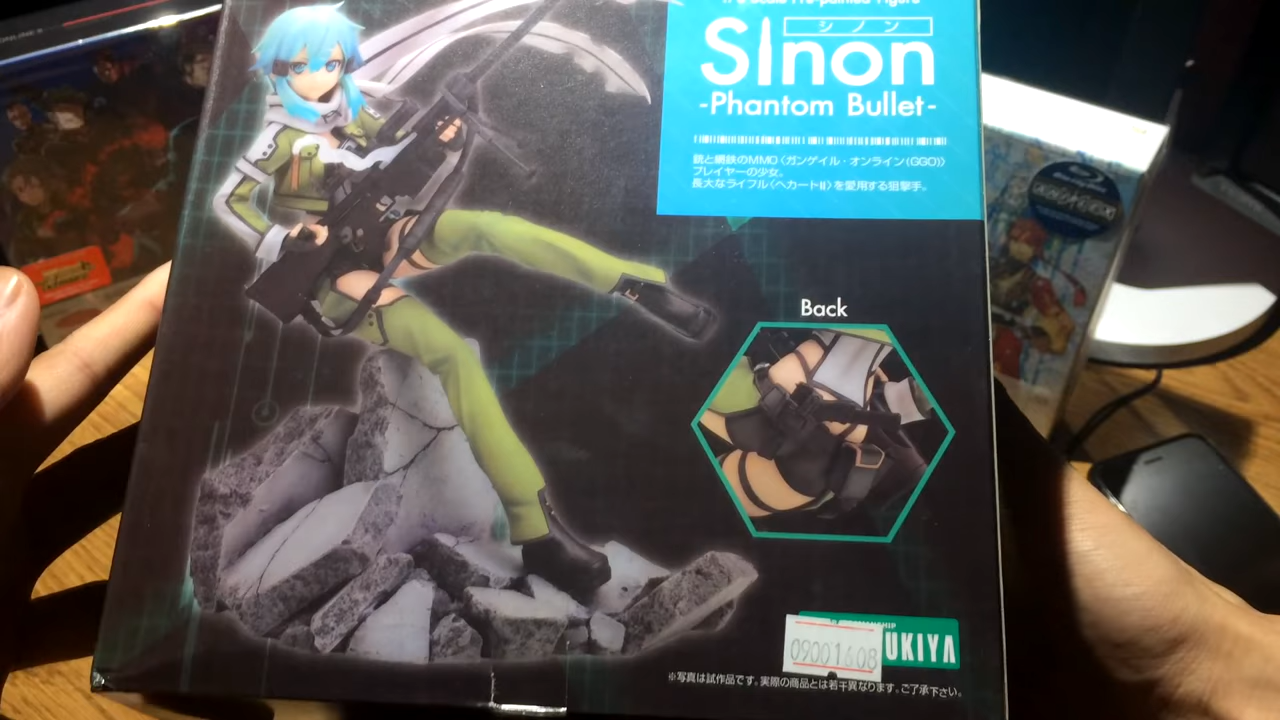 Scale Pre-painted Figure
シノン
SInon
-Phantom Bullet-
銃と鋼鉄のMMO〈ガンゲイル・オンライン(GGO)〉
プレイヤーの少女。
長大なライフル〈ヘカートII〉を愛用する狙撃手。
Back
UKIYA
09001608
※写真は試作品です。実際の商品とは若干異なります。ご了承下さい。